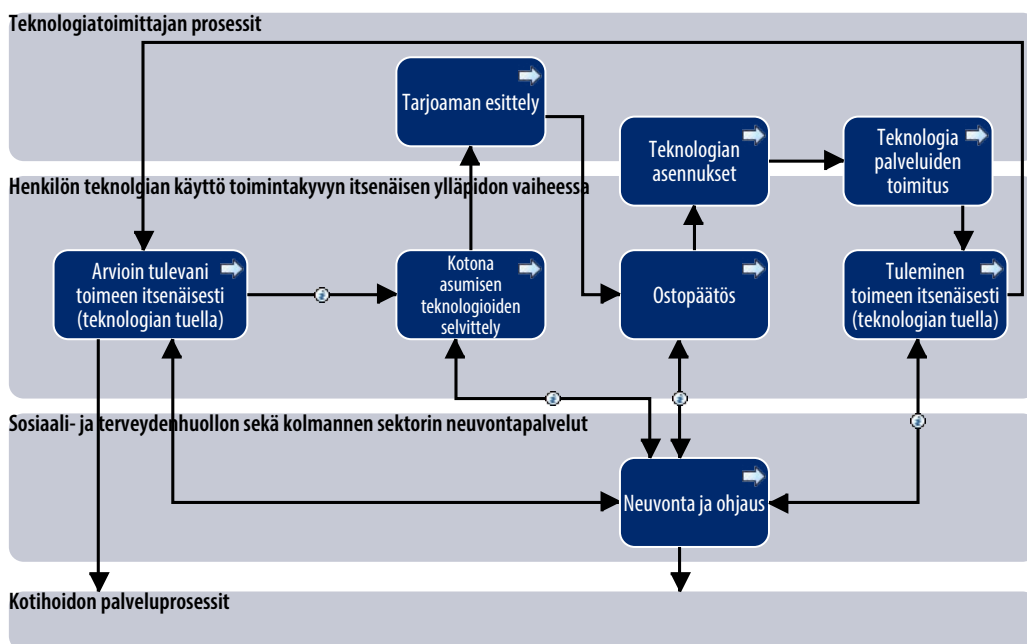 Teknologiatoimittajan prosessit
Tarjoaman esittely
Teknologian
asennukset
Teknologia
palveluiden
toimitus
Henkilön teknolgian käyttö toimintakyvyn itsenäisen ylläpidon vaiheessa
Arvioin tulevani
toimeen itsenäisesti
(teknologian tuella)
Kotona
asumisen
teknologioiden
selvittely
Ostopäätös
Tuleminen
toimeen itsenäisesti
(teknologian tuella)
Sosiaali- ja terveydenhuollon sekä kolmannen sektorin neuvontapalvelut
Neuvonta ja ohjaus
Kotihoidon palveluprosessit